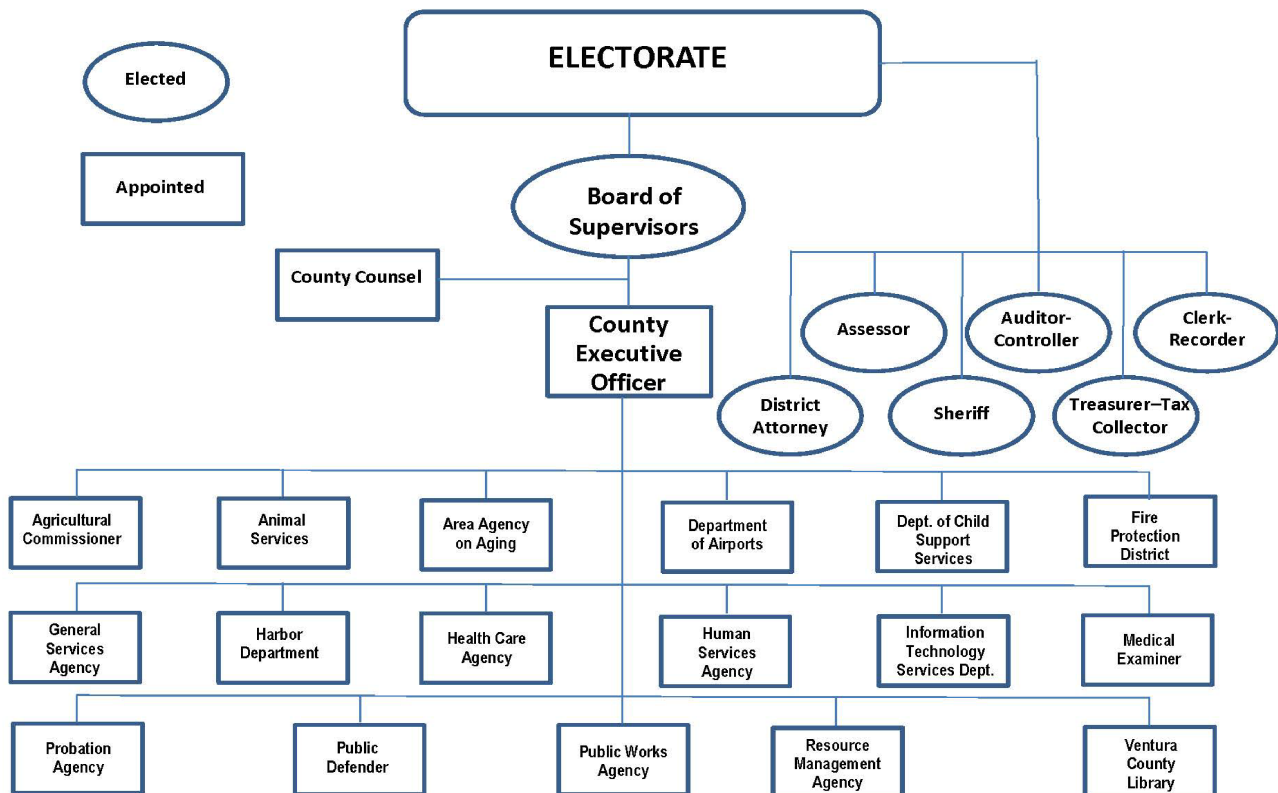 ELECTORATE
Elected
Appointed
Board of
Supervisors
County Counsel
County
Executive
Officer
Assessor
Auditor-
Controller
Clerk-
Recorder
District
Attorney
Sheriff
Treasurer–Tax
Collector
Agricultural
Commissioner
Animal
Services
Area Agency
on Aging
Department
of Airports
Dept. of Child
Support
Services
Fire
Protection
District
General
Services
Agency
Harbor
Department
Health Care
Agency
Human
Services
Agency
Information
Technology
Services Dept.
Medical
Examiner
Probation
Agency
Public
Defender
Public Works
Agency
Resource
Management
Agency
Ventura
County
Library